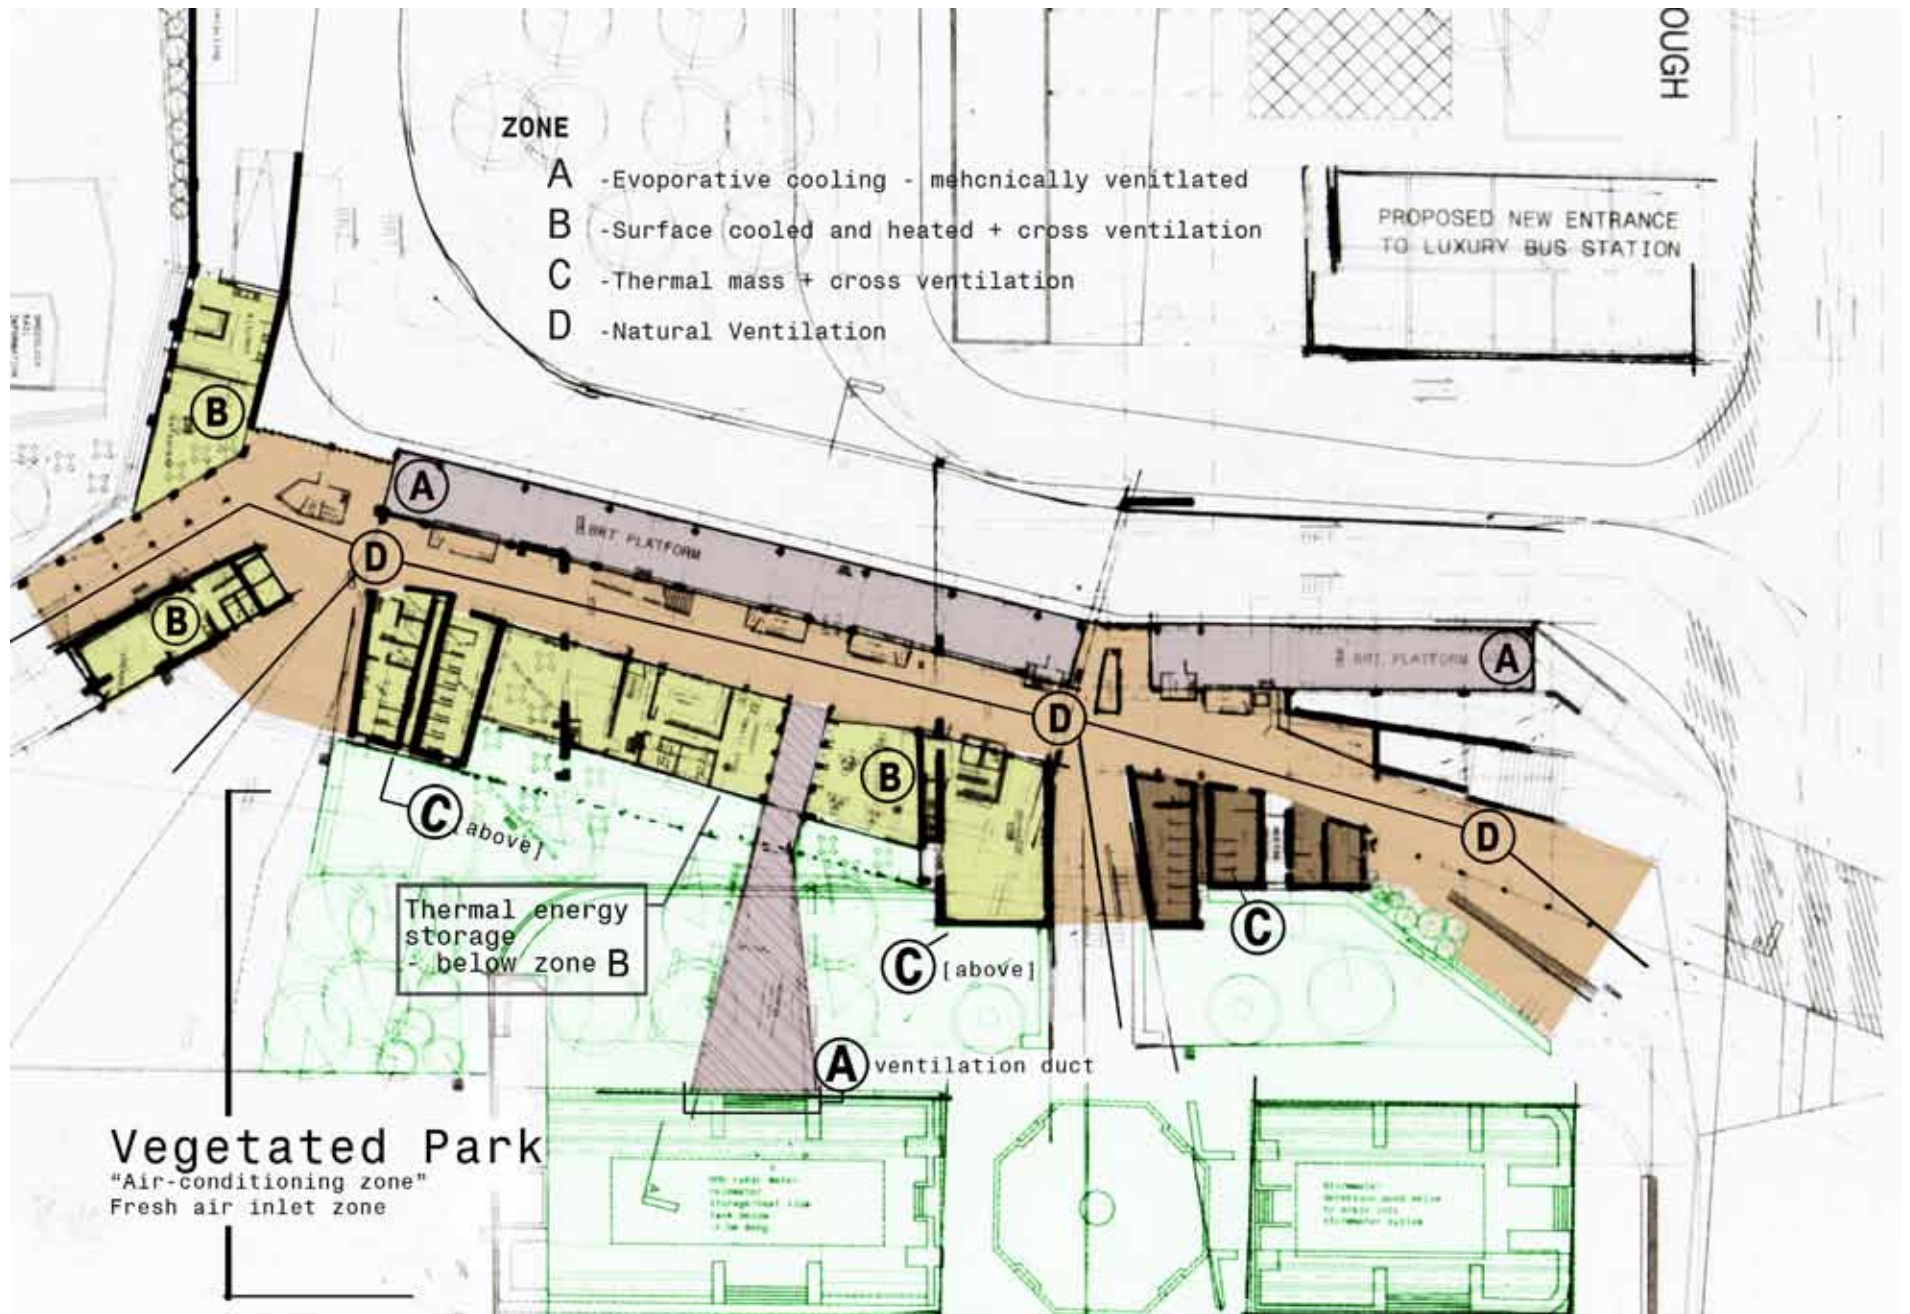 OUGH
ZONE
A -Evoporative cooling - mehcnically venitlated
B -Surface cooled and heated + cross ventilation
C -Thermal mass + cross ventilation
D -Natural Ventilation
PROPOSED NEW ENTRANCE
TO LUXURY BUS STATION
B
A
BRT. PLATFORM
D
B
BRT. PLATFORM
A
D
B
C [above]
D
Thermal energy
storage
- below zone B
C
C [above]
A ventilation duct
Vegetated Park
"Air-conditioning zone"
Fresh air inlet zone